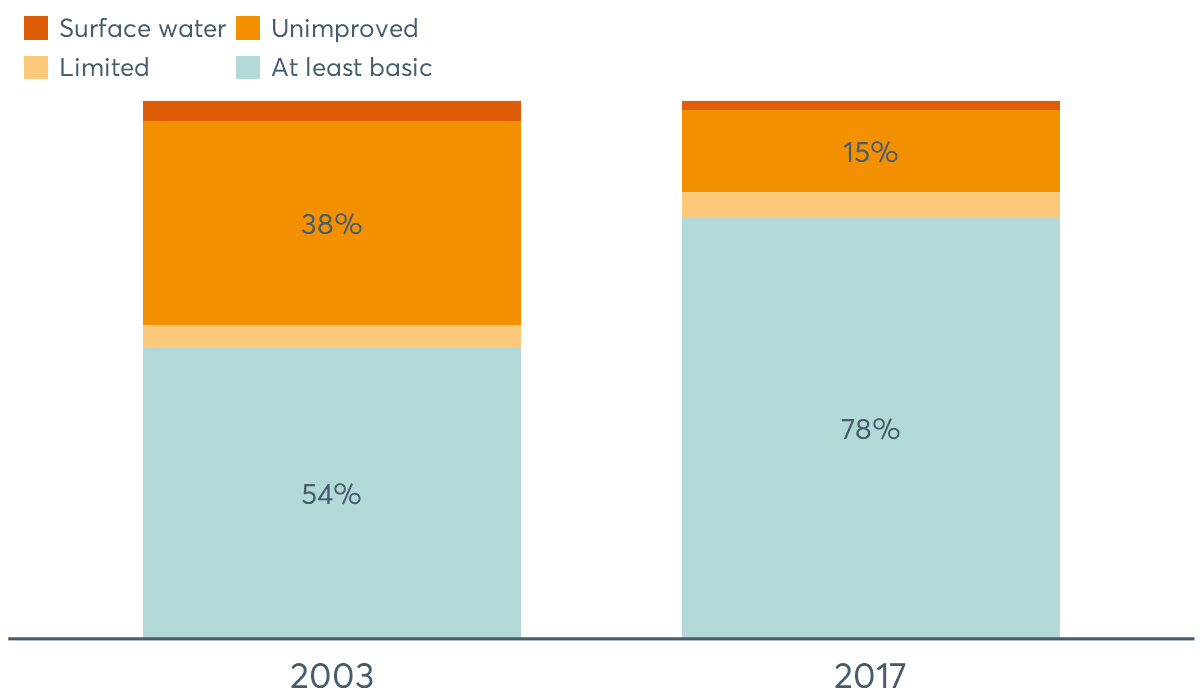 Surface water Unimproved
Limited At least basic
15%
38%
78%
54%
2003 2017